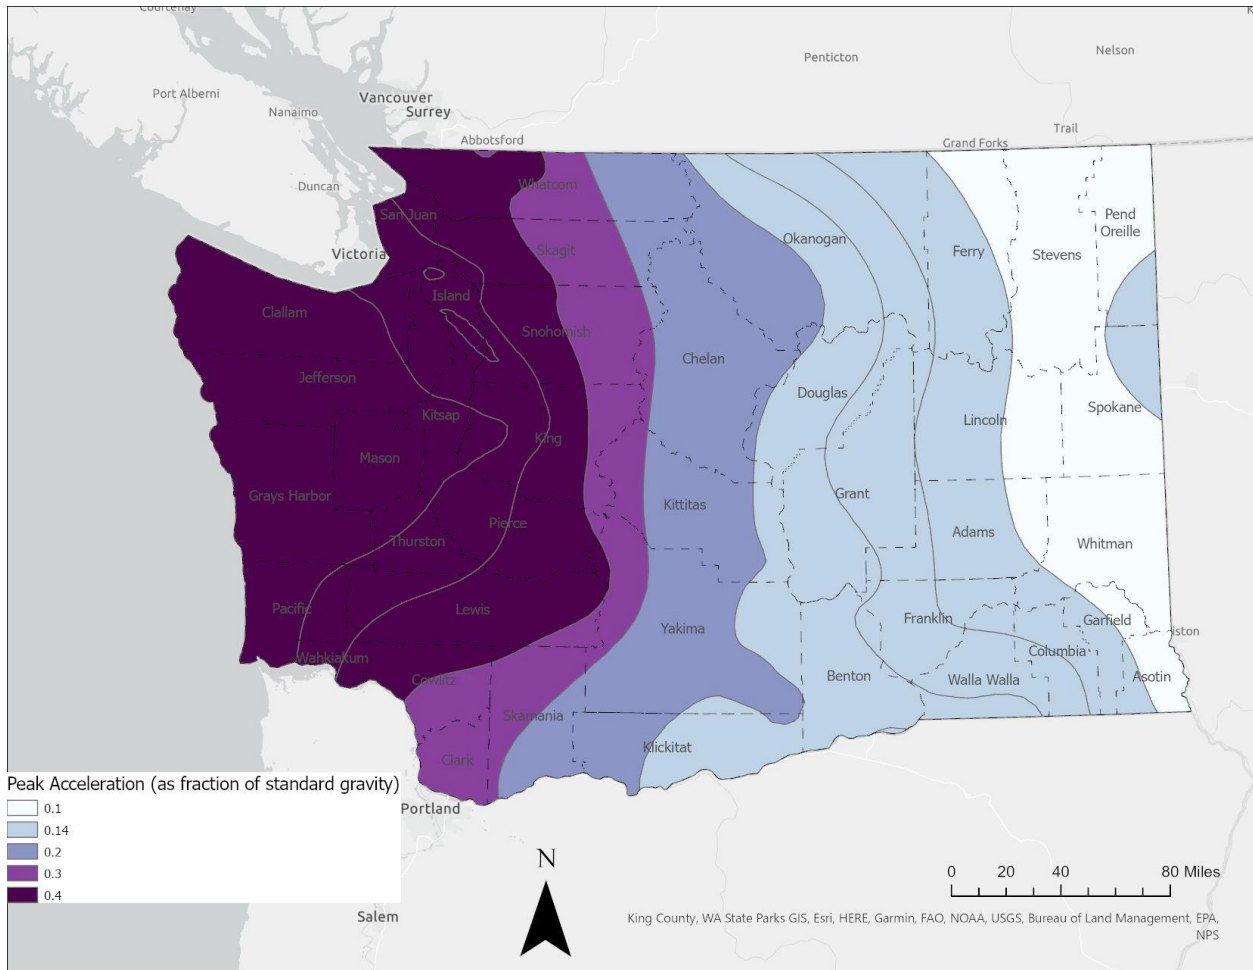 Courtenay
K
Nelson
Penticton
Port Alberni
Vancouver
Nanaimo
Surrey
Trail
Abbotsford
Grand Forks
Duncan
Whatcom
San Juan
Pend
Oreille
Okanogan
Skagit
Ferry
Stevens
Victoria
Island
Clallam
Snohomish
Chelan
Jefferson
Douglas
Spokane
Kitsap
Lincoln
King
Mason
Grays Harbor
Grant
Kittitas
Pierce
Adams
Thurston
Whitman
Pacific
Lewis
Franklin
Garfield
Yakima
iston
Columbia
Wahkiakum
Cowlitz
Benton
Walla Walla
Asotin
Skamania
Klickitat
Clark
Peak Acceleration (as fraction of standard gravity)
0.1
0.14
0.2
0.3
0.4
Portland
Salem
N
0 20 40 80 Miles
King County, WA State Parks GIS, Esri, HERE, Garmin, FAO, NOAA, USGS, Bureau of Land Management, EPA,
NPS